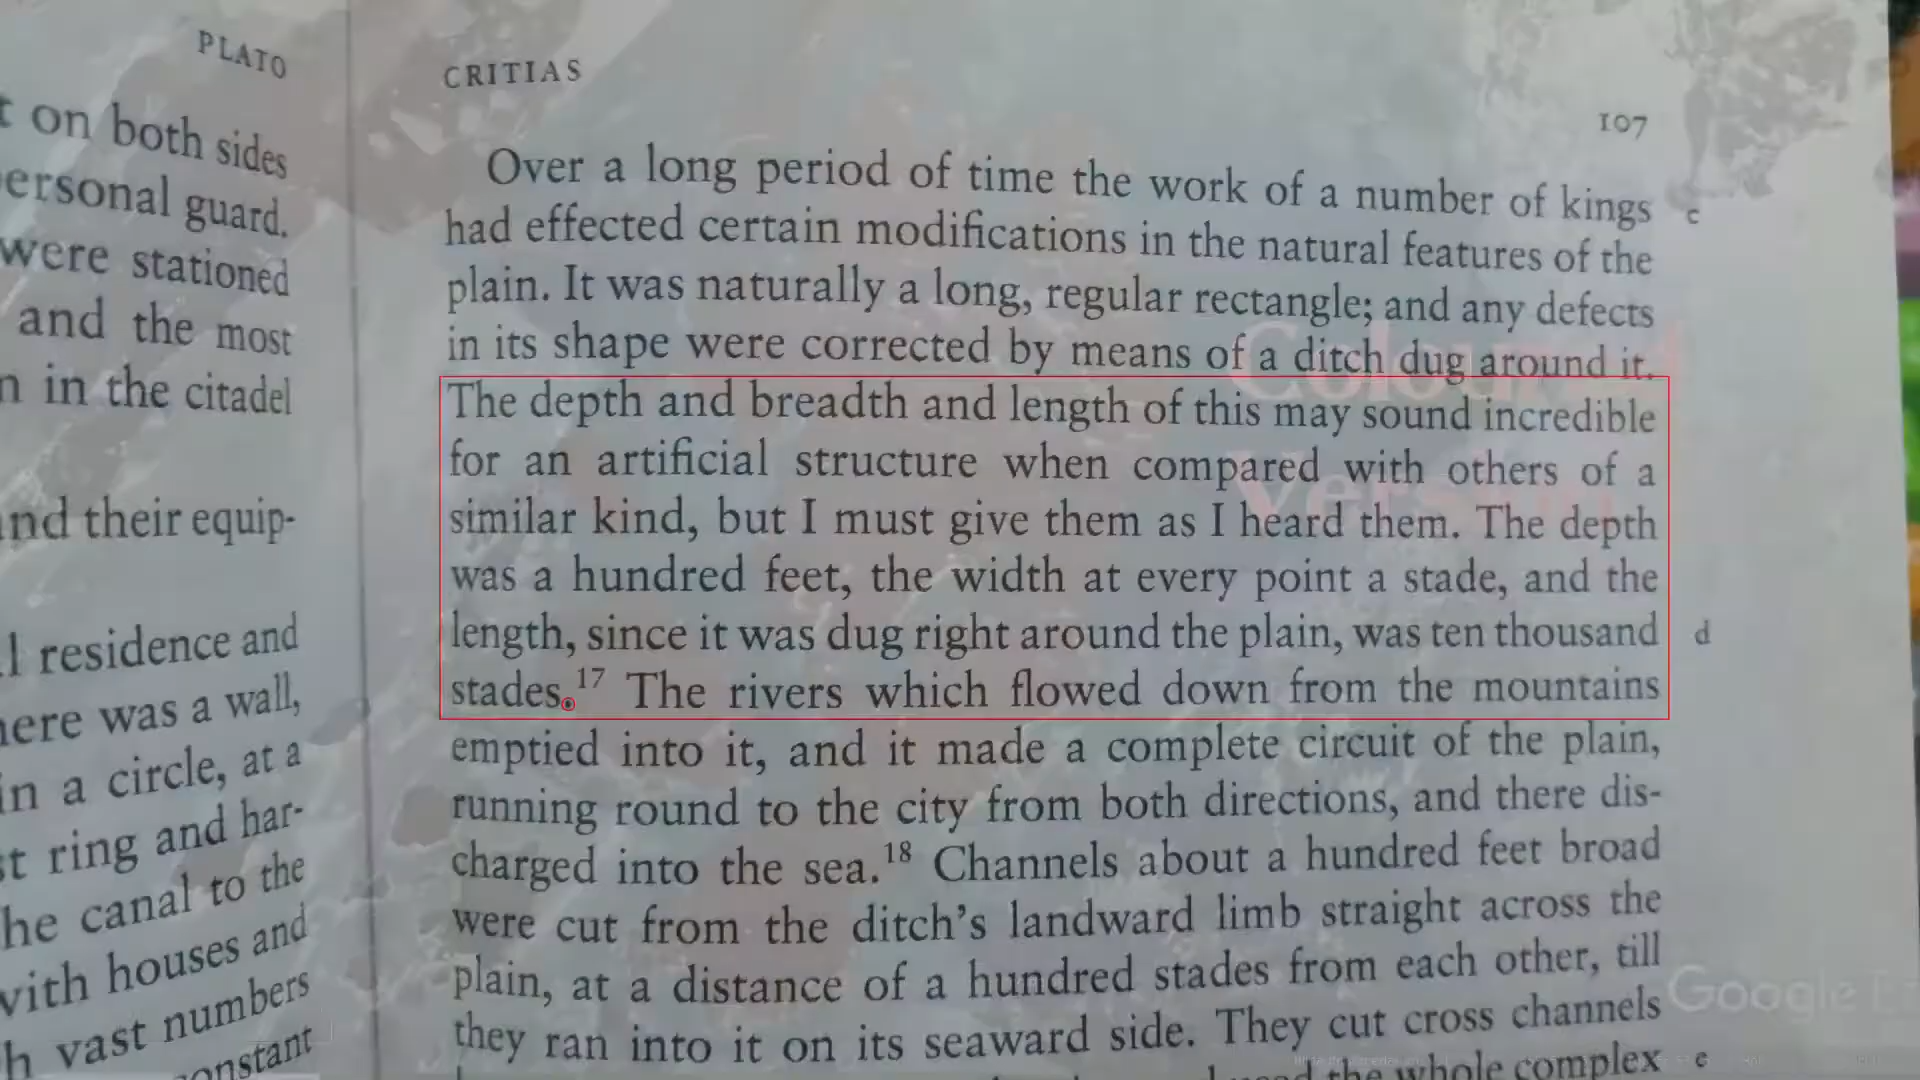 PLATO
on both sides
ersonal guard.
were stationed
and the most
n in the citadel
nd their equip-
l residence and
here was a wall,
in a circle, at a
st ring and har-
he canal to the
with houses and
h vast numbers
onstant
CRITIAS
107
Over a long period of time the work of a number of kings c
had effected certain modifications in the natural features of the
plain. It was naturally a long, regular rectangle; and any defects
in its shape were corrected by means of a ditch dug around it.
The depth and breadth and length of this may sound incredible
for an artificial structure when compared with others of a
similar kind, but I must give them as I heard them. The depth
was a hundred feet, the width at every point a stade, and the
length, since it was dug right around the plain, was ten thousand d
stades.17 The rivers which flowed down from the mountains
emptied into it, and it made a complete circuit of the plain,
running round to the city from both directions, and there dis-
charged into the sea.18 Channels about a hundred feet broad
were cut from the ditch's landward limb straight across the
plain, at a distance of a hundred stades from each other, till
they ran into it on its seaward side. They cut cross channels
the whole complex e
Coloured
Version
Google